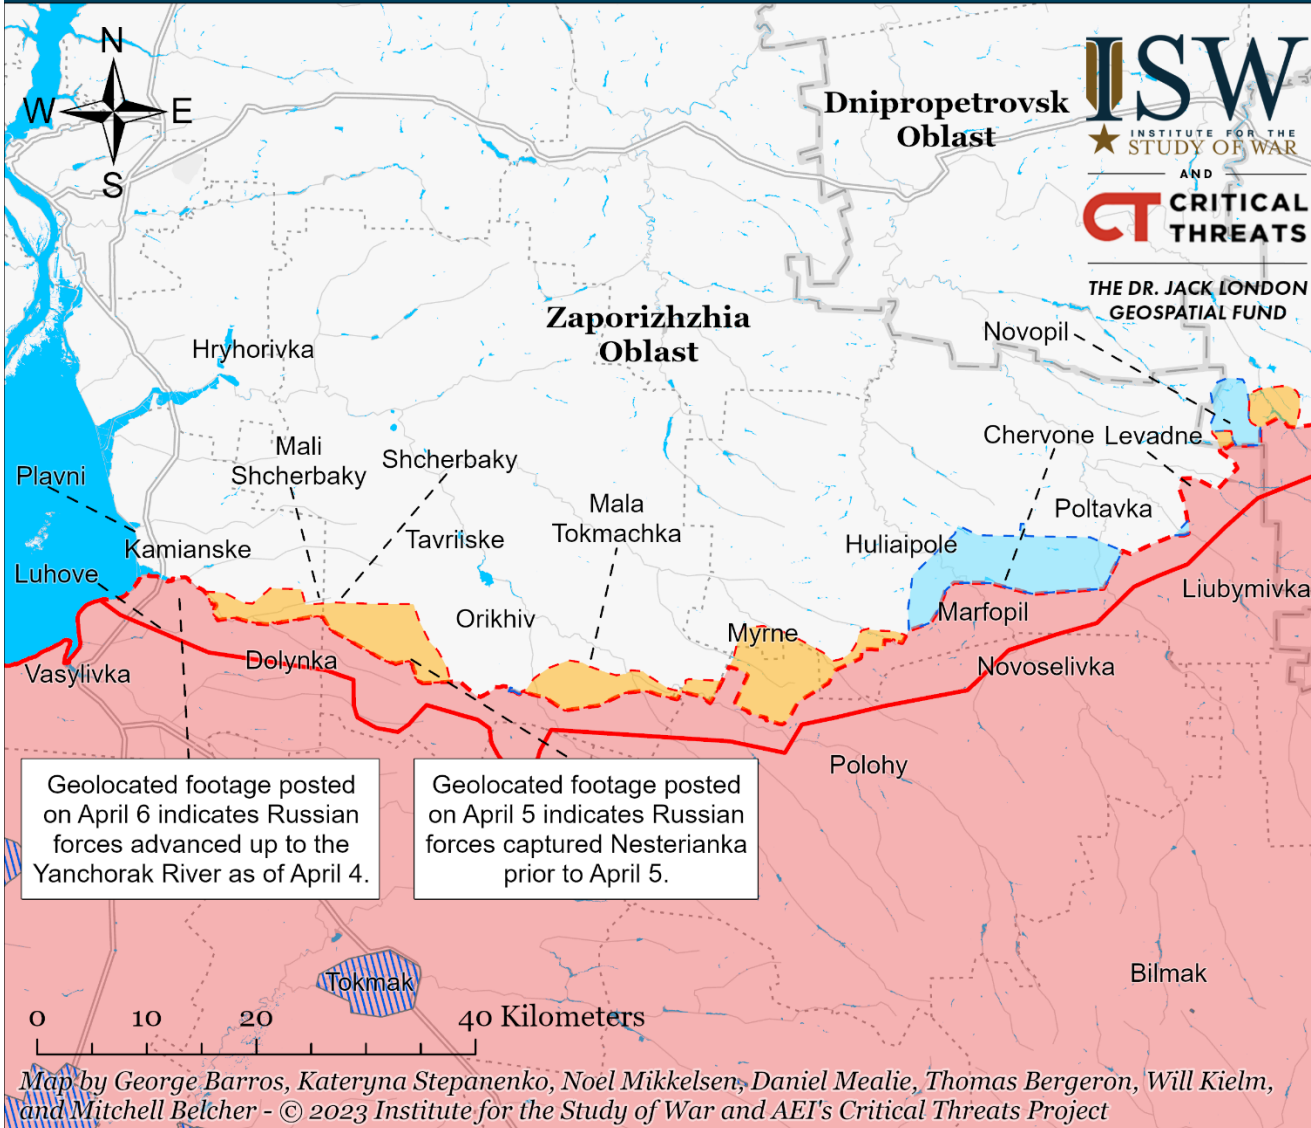 N
W
E
S
Dnipropetrovsk
Oblast
ISW
INSTITUTE FOR THE
STUDY OF WAR
AND
CT CRITICAL
THREATS
THE DR. JACK LONDON
GEOSPATIAL FUND
Zaporizhzhia
Oblast
Novopil
Hryhorivka
Mali
Shcherbaky
Shcherbaky
Chervone
Levadne
Plavni
Mala
Tokmachka
Poltavka
Kamianske
Tavriiske
Huliaipole
Luhove
Liubymivka
Orikhiv
Marfopil
Myrne
Vasylivka
Dolynka
Novoselivka
Polohy
Geolocated footage posted
on April 6 indicates Russian
forces advanced up to the
Yanchorak River as of April 4.
Geolocated footage posted
on April 5 indicates Russian
forces captured Nesterianka
prior to April 5.
Tokmak
Bilmak
0 10 20 40 Kilometers
Map by George Barros, Kateryna Stepanenko, Noel Mikkelsen, Daniel Mealie, Thomas Bergeron, Will Kielm,
and Mitchell Belcher - © 2023 Institute for the Study of War and AEI's Critical Threats Project